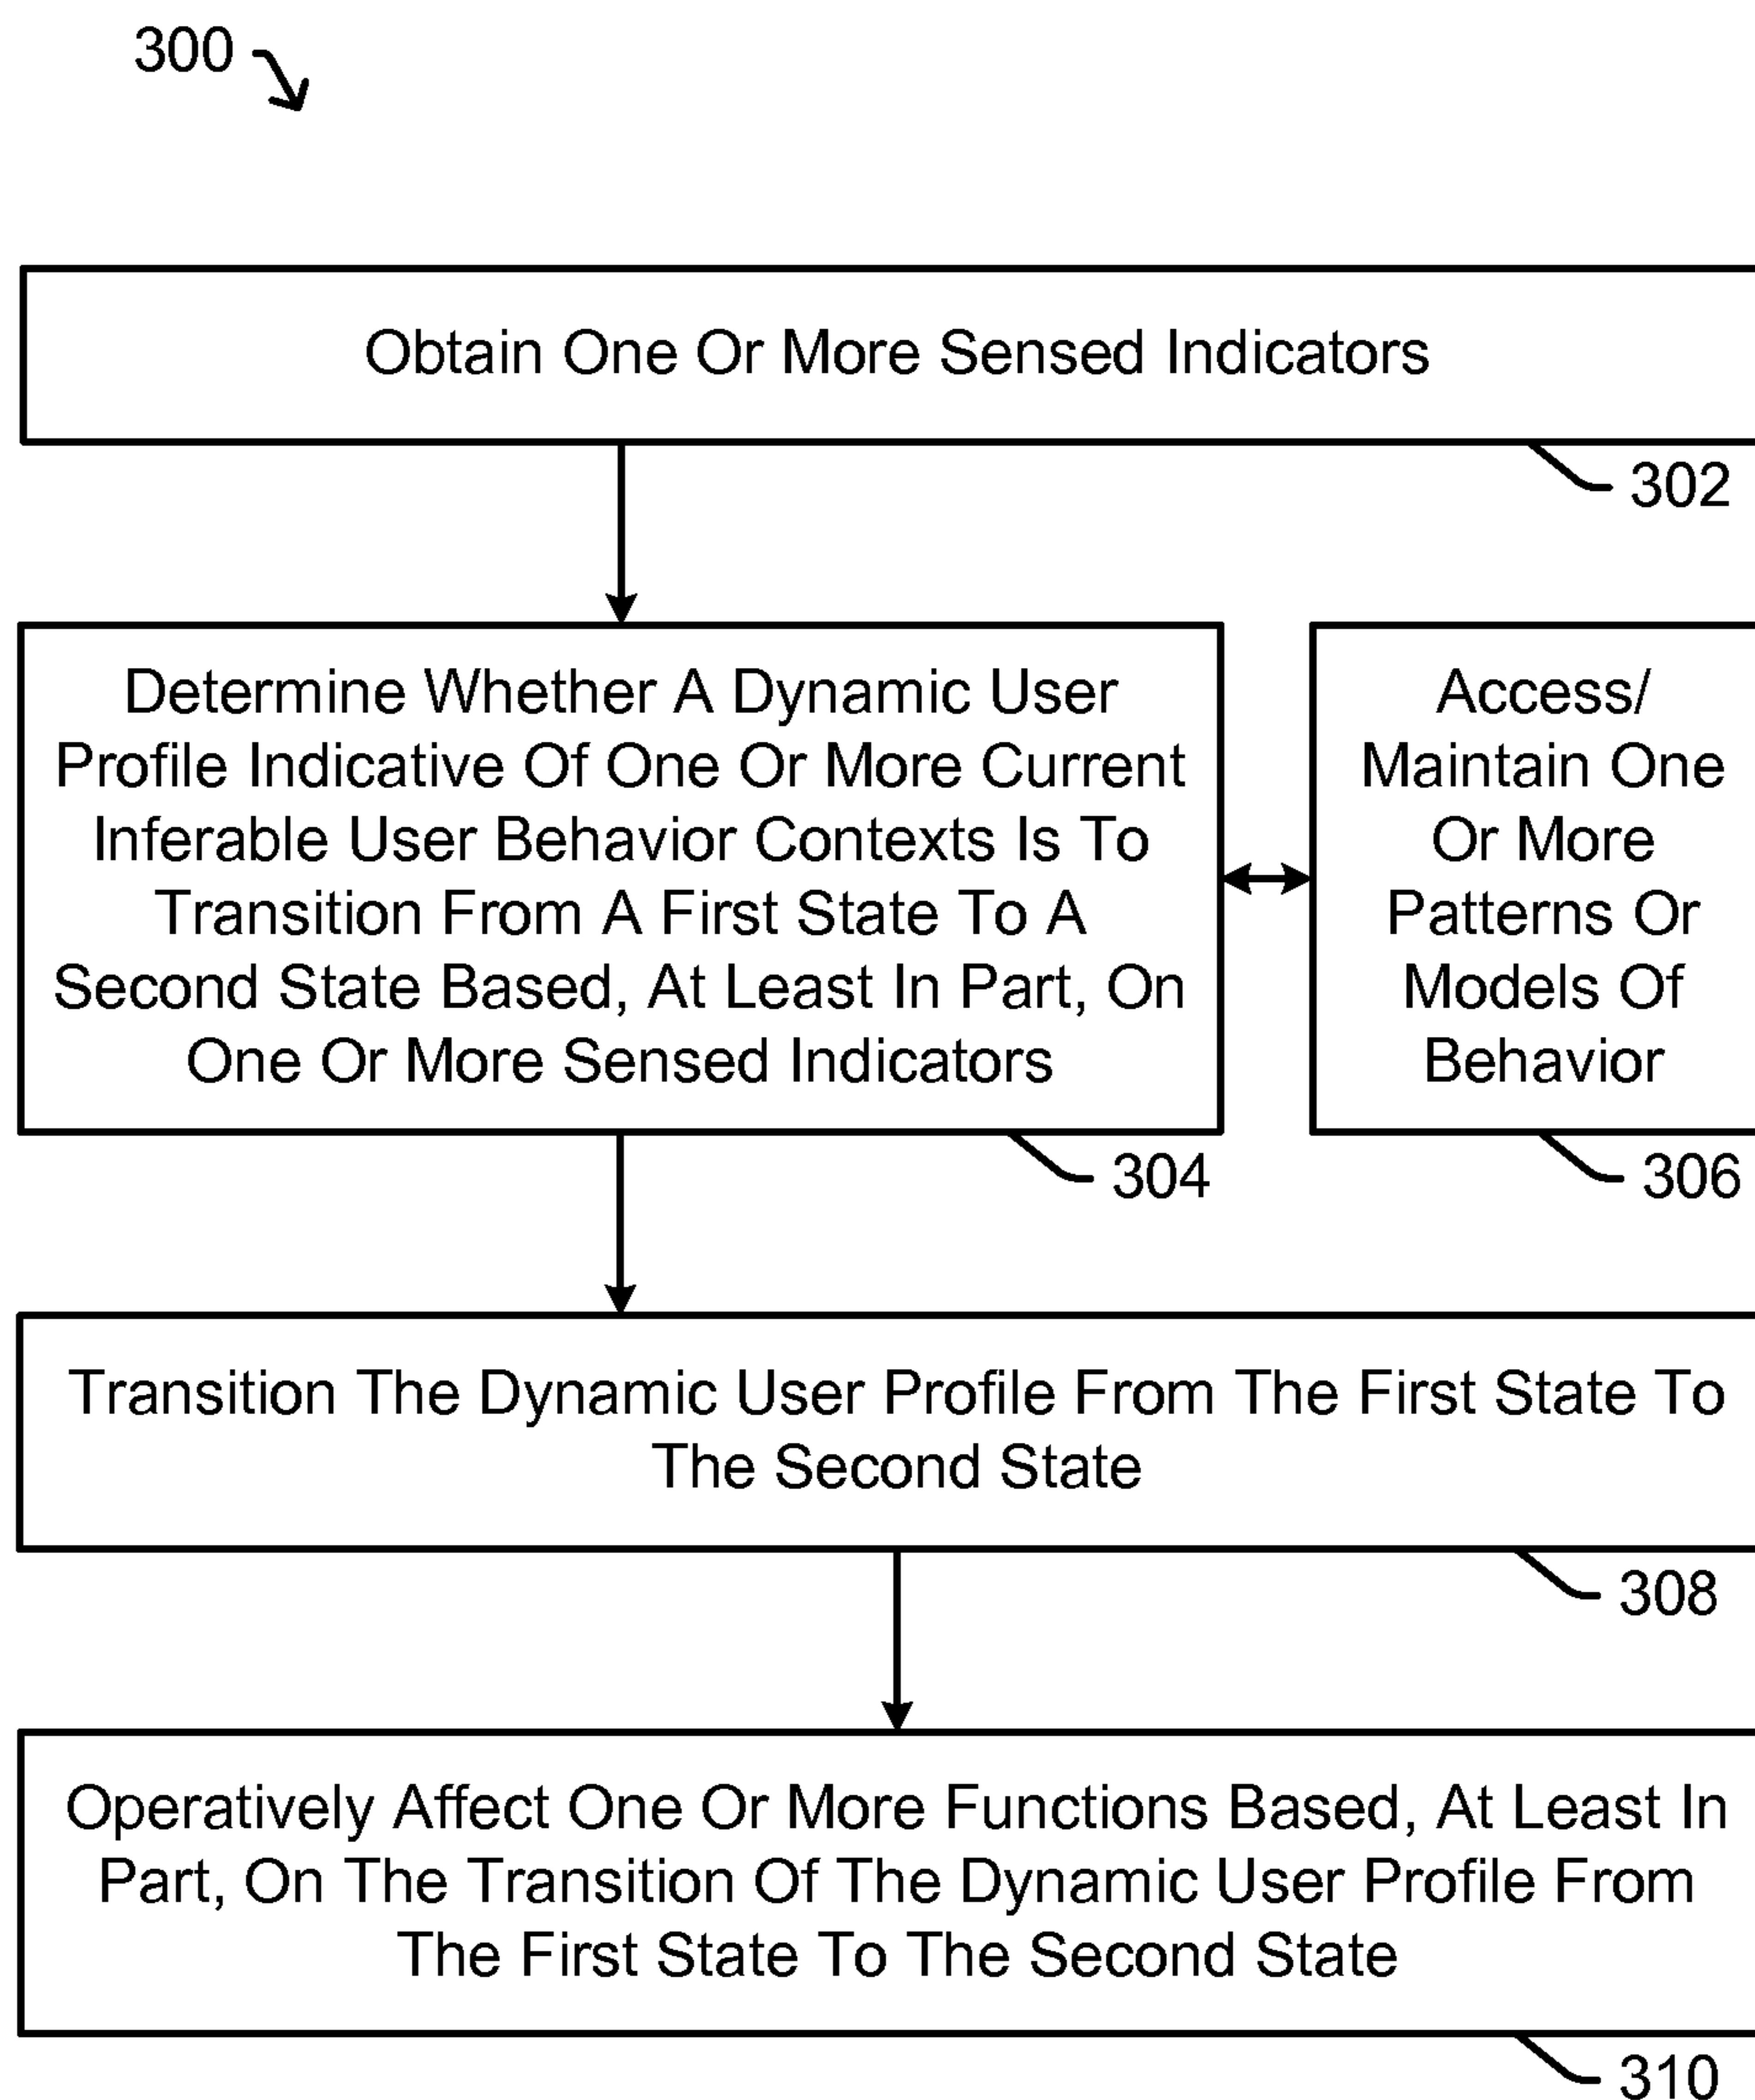 300
Obtain One Or More Sensed Indicators
302
Determine Whether A Dynamic User
Profile Indicative Of One Or More Current
Inferable User Behavior Contexts Is To
Transition From A First State To A
Second State Based, At Least In Part, On
One Or More Sensed Indicators
304
Access/
Maintain One
Or More
Patterns Or
Models Of
Behavior
306
Transition The Dynamic User Profile From The First State To
The Second State
308
Operatively Affect One Or More Functions Based, At Least In
Part, On The Transition Of The Dynamic User Profile From
The First State To The Second State
310